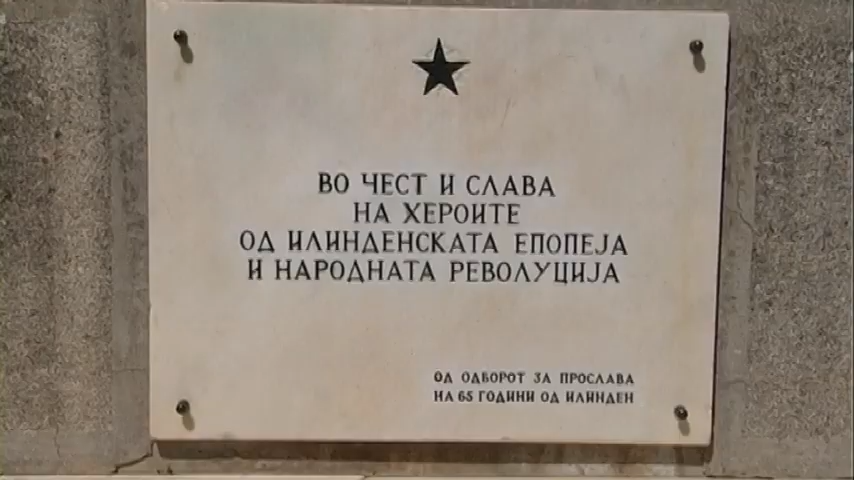 ВО ЧЕСТ И СЛАВА
НА ХЕРОИТЕ
ОД ИЛИНДЕНСКАТА ЕПОПЕЈА
И НАРОДНАТА РЕВОЛУЦИЈА
ОД ОДБОРОТ ЗА ПРОСЛАВА
НА 65 ГОДИНИ ОД ИЛИНДЕН